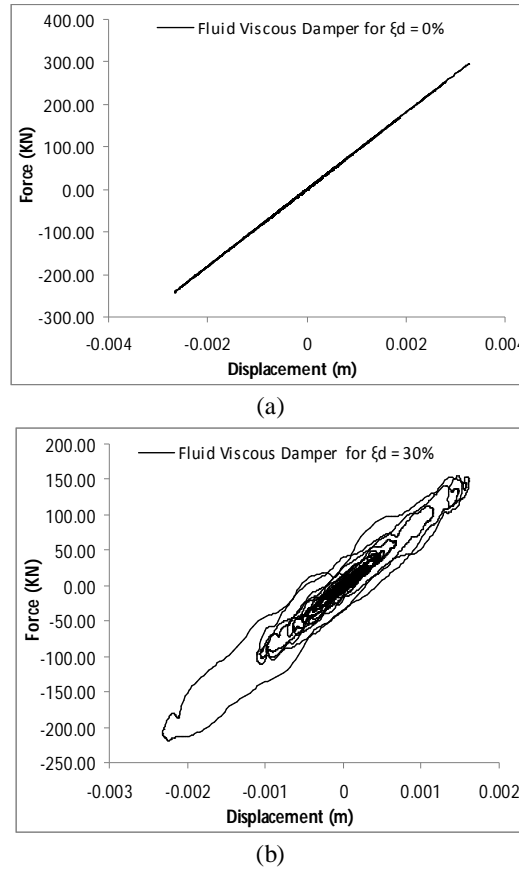 400.00
Fluid Viscous Damper for ξd = 0%
300.00
200.00
100.00
0.00
-100.00
-200.00
-300.00
Force (KN)
-0.004 -0.002 0 0.002 0.004
Displacement (m)
(a)
200.00
Fluid Viscous Damper for ξd = 30%
150.00
100.00
50.00
0.00
-50.00
-100.00
-150.00
-200.00
-250.00
Force (KN)
-0.003 -0.002 -0.001 0 0.001 0.002
Displacement (m)
(b)